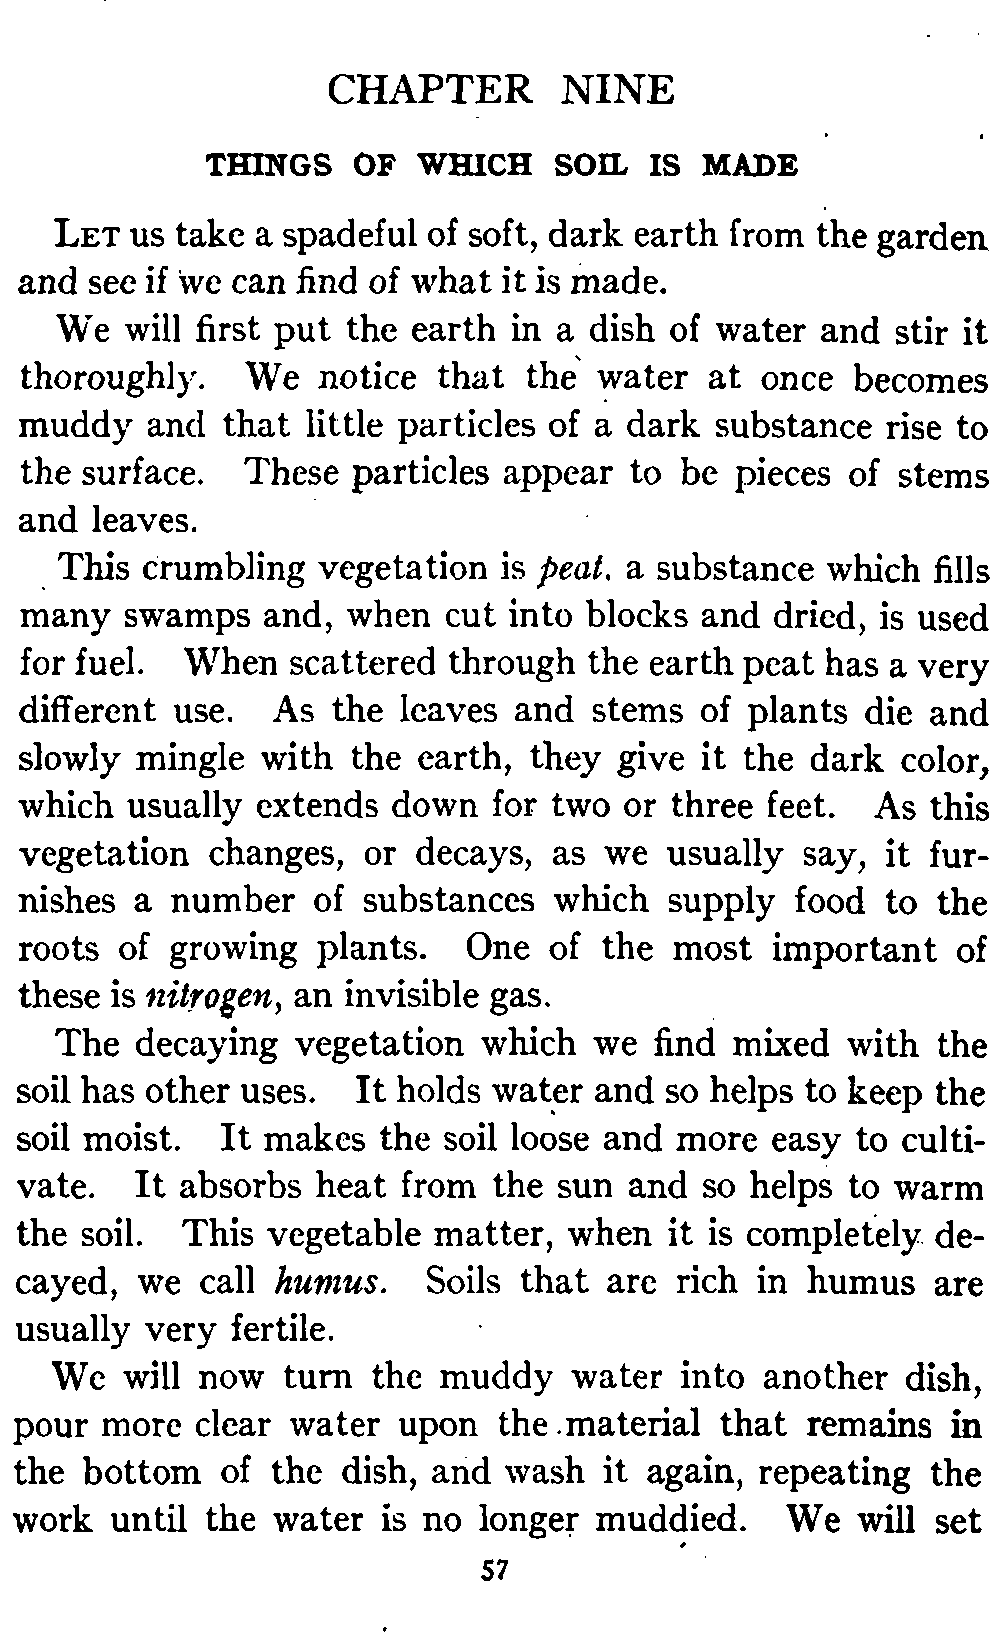 CHAPTER NINE
THINGS OF WHICH SOIL IS MADE
LET us take a spadeful of soft, dark earth from the garden
and see if we can find of what it is made.
We will first put the earth in a dish of water and stir it
thoroughly. We notice that the water at once becomes
muddy and that little particles of a dark substance rise to
the surface. These particles appear to be pieces of stems
and leaves.
This crumbling vegetation is peat, a substance which fills
many swamps and, when cut into blocks and dried, is used
for fuel. When scattered through the earth peat has a very
different use. As the leaves and stems of plants die and
slowly mingle with the earth, they give it the dark color,
which usually extends down for two or three feet. As this
vegetation changes, or decays, as we usually say, it fur-
nishes a number of substances which supply food to the
roots of growing plants. One of the most important of
these is nitrogen, an invisible gas.
The decaying vegetation which we find mixed with the
soil has other uses. It holds water and so helps to keep the
soil moist. It makes the soil loose and more easy to culti-
vate. It absorbs heat from the sun and so helps to warm
the soil. This vegetable matter, when it is completely de-
cayed, we call humus. Soils that are rich in humus are
usually very fertile.
We will now turn the muddy water into another dish,
pour more clear water upon the material that remains in
the bottom of the dish, and wash it again, repeating the
work until the water is no longer muddied. We will set
57